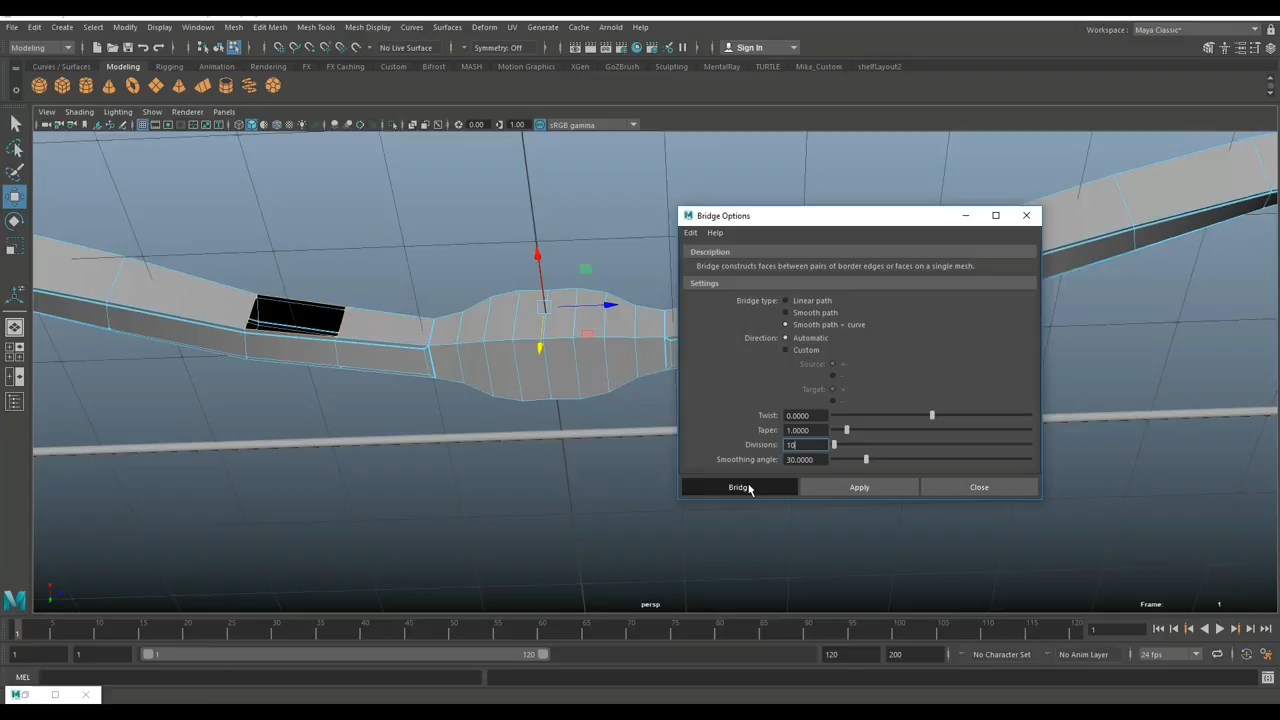 File Edit Create Select Modify Display Windows Mesh Edit Mesh Mesh Tools Mesh Display Curves Surfaces Deform UV Generate Cache Arnold Help
Workspace: Maya Classic*
Modeling No Live Surface Symmetry: Off Sign In
Curves / Surfaces Modeling Rigging Animation Rendering FX FX Caching Custom Bifrost MASH Motion Graphics XGen GoZBrush Sculpting MentalRay TURTLE Mike_Custom shelfLayout2
View Shading Lighting Show Renderer Panels
0.00 1.00 sRGB gamma
Bridge Options
Edit Help
Description
Bridge constructs faces between pairs of border edges or faces on a single mesh.
Settings
Bridge type: Linear path
Smooth path
Smooth path + curve
Direction: Automatic
Custom
Source: +
-
Target: +
-
Twist: 0.0000
Taper: 1.0000
Divisions: 10
Smoothing angle: 30.0000
Bridg Apply Close
persp Frame: 1
1 5 10 15 20 25 30 35 40 45 50 55 60 65 70 75 80 85 90 95 100 105 110 115 120 1
1 1 1 120 120 200 No Character Set No Anim Layer 24 fps
MEL